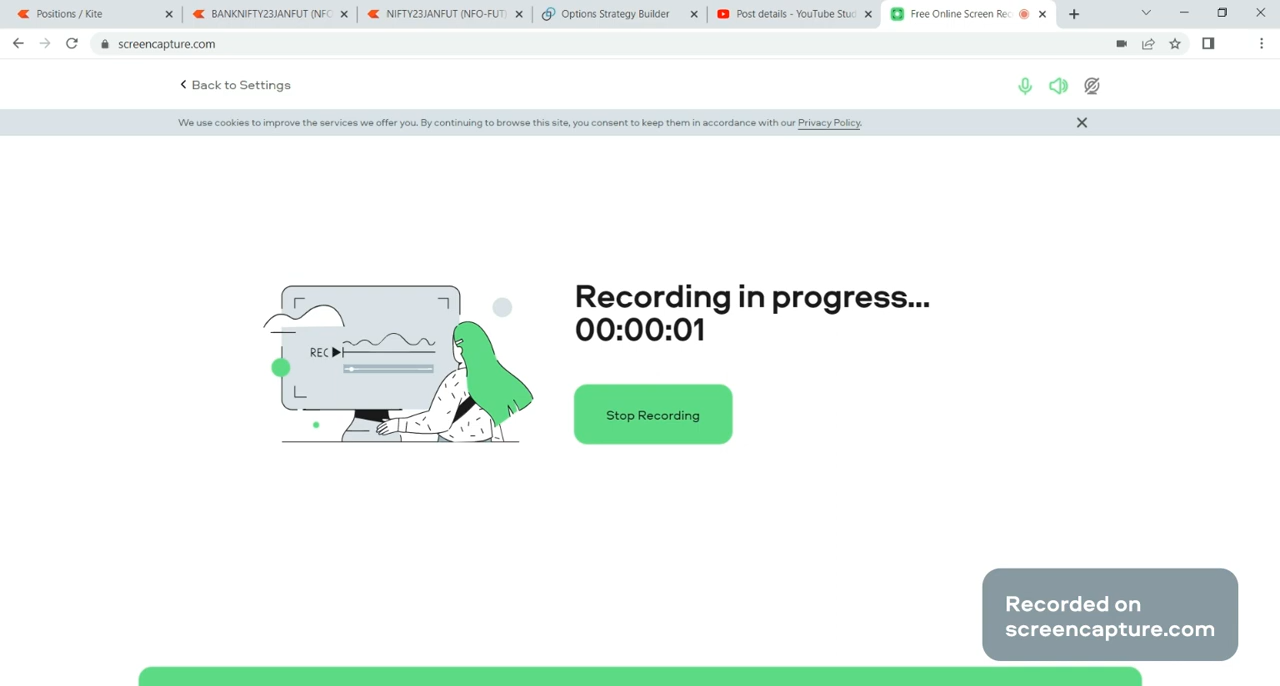 Positions / Kite
BANKNIFTY23JANFUT (NFO
NIFTY23JANFUT (NFO-FUT)
Options Strategy Builder
Post details - YouTube Stud
Free Online Screen Rec
screencapture.com
Back to Settings
We use cookies to improve the services we offer you. By continuing to browse this site, you consent to keep them in accordance with our Privacy Policy.
Recording in progress...
00:00:01
REC
Stop Recording
Recorded on
screencapture.com